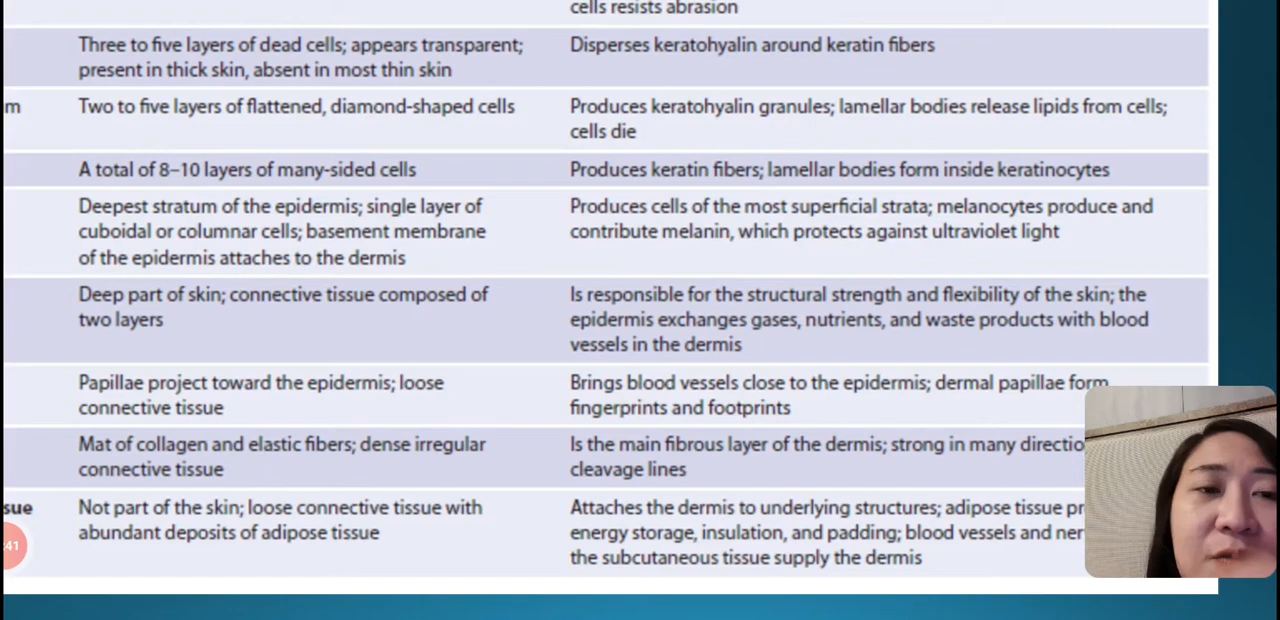 cells resists abrasion
Three to five layers of dead cells; appears transparent;
present in thick skin, absent in most thin skin
Disperses keratohyalin around keratin fibers
m
Two to five layers of flattened, diamond-shaped cells
Produces keratohyalin granules; lamellar bodies release lipids from cells;
cells die
A total of 8–10 layers of many-sided cells
Produces keratin fibers; lamellar bodies form inside keratinocytes
Deepest stratum of the epidermis; single layer of
cuboidal or columnar cells; basement membrane
of the epidermis attaches to the dermis
Produces cells of the most superficial strata; melanocytes produce and
contribute melanin, which protects against ultraviolet light
Deep part of skin; connective tissue composed of
two layers
Is responsible for the structural strength and flexibility of the skin; the
epidermis exchanges gases, nutrients, and waste products with blood
vessels in the dermis
Papillae project toward the epidermis; loose
connective tissue
Brings blood vessels close to the epidermis; dermal papillae form
fingerprints and footprints
Mat of collagen and elastic fibers; dense irregular
connective tissue
Is the main fibrous layer of the dermis; strong in many directio
cleavage lines
sue
Not part of the skin; loose connective tissue with
abundant deposits of adipose tissue
Attaches the dermis to underlying structures; adipose tissue pr
energy storage, insulation, and padding; blood vessels and ner
the subcutaneous tissue supply the dermis
:41